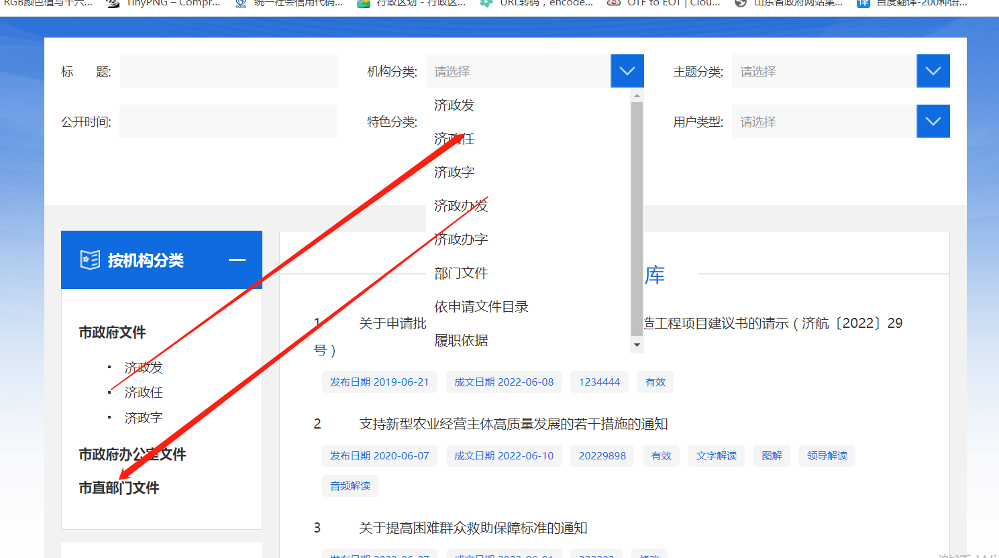 RGB颜色值与十六... TinyPNG – Compr... 统一社会信用代码... 行政区划 - 行政区... URL转码，encode... OTF to EOT | Clou... 山东省政府网站集... 百度翻译-200种语...
标 题: 机构分类: 请选择 主题分类: 请选择
济政发
公开时间: 特色分类: 用户类型: 请选择
济政任
济政字
济政办发
济政办字
按机构分类
部门文件 库
依申请文件目录
1 关于申请批 造工程项目建议书的请示 ( 济航〔2022〕29
号 )
履职依据
市政府文件
· 济政发
· 济政任
· 济政字
市政府办公室文件
市直部门文件
发布日期 2019-06-21 成文日期 2022-06-08 1234444 有效
2 支持新型农业经营主体高质量发展的若干措施的通知
发布日期 2020-06-07 成文日期 2022-06-10 20229898 有效 文字解读 图解 领导解读
音频解读
3 关于提高困难群众救助保障标准的通知